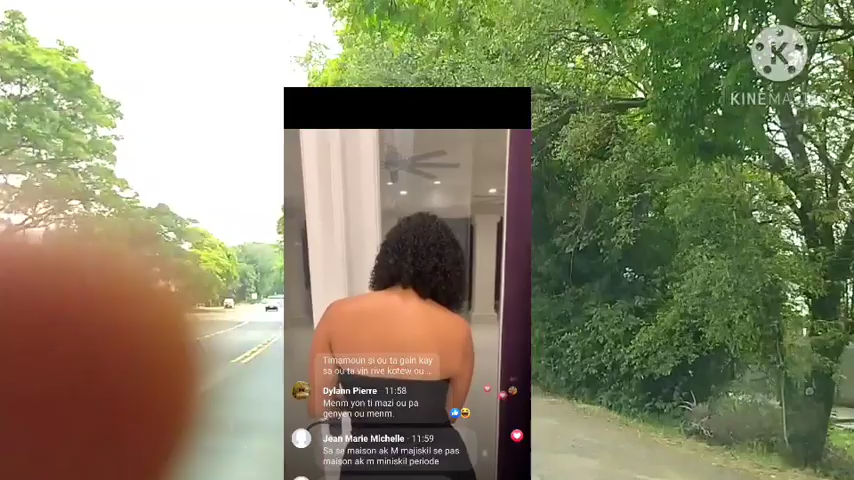 K
KINEMAS
Timamoun si ou ta gain kay
sa ou ta vin rive kotew ou ...
Dylann Pierre · 11:58
Menm yon ti mazi ou pa
genyen ou menm.
Jean Marie Michelle · 11:59
Sa se maison ak M majiskil se pas
maison ak m miniskil periode